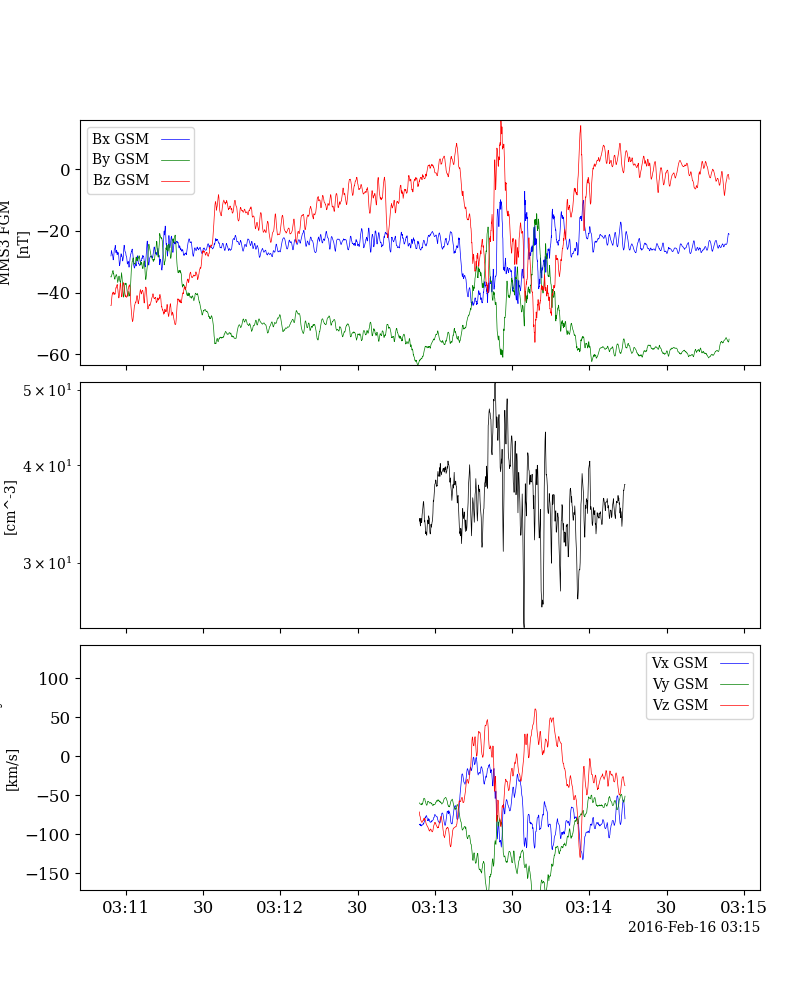 Bx GSM
By GSM
Bz GSM
MMS3 FGM
[nT]
0
−20
−40
−60
5 × 10¹
4 × 10¹
3 × 10¹
[cm^-3]
Vx GSM
Vy GSM
Vz GSM
[km/s]
100
50
0
−50
−100
−150
03:11 30 03:12 30 03:13 30 03:14 30 03:15
2016-Feb-16 03:15